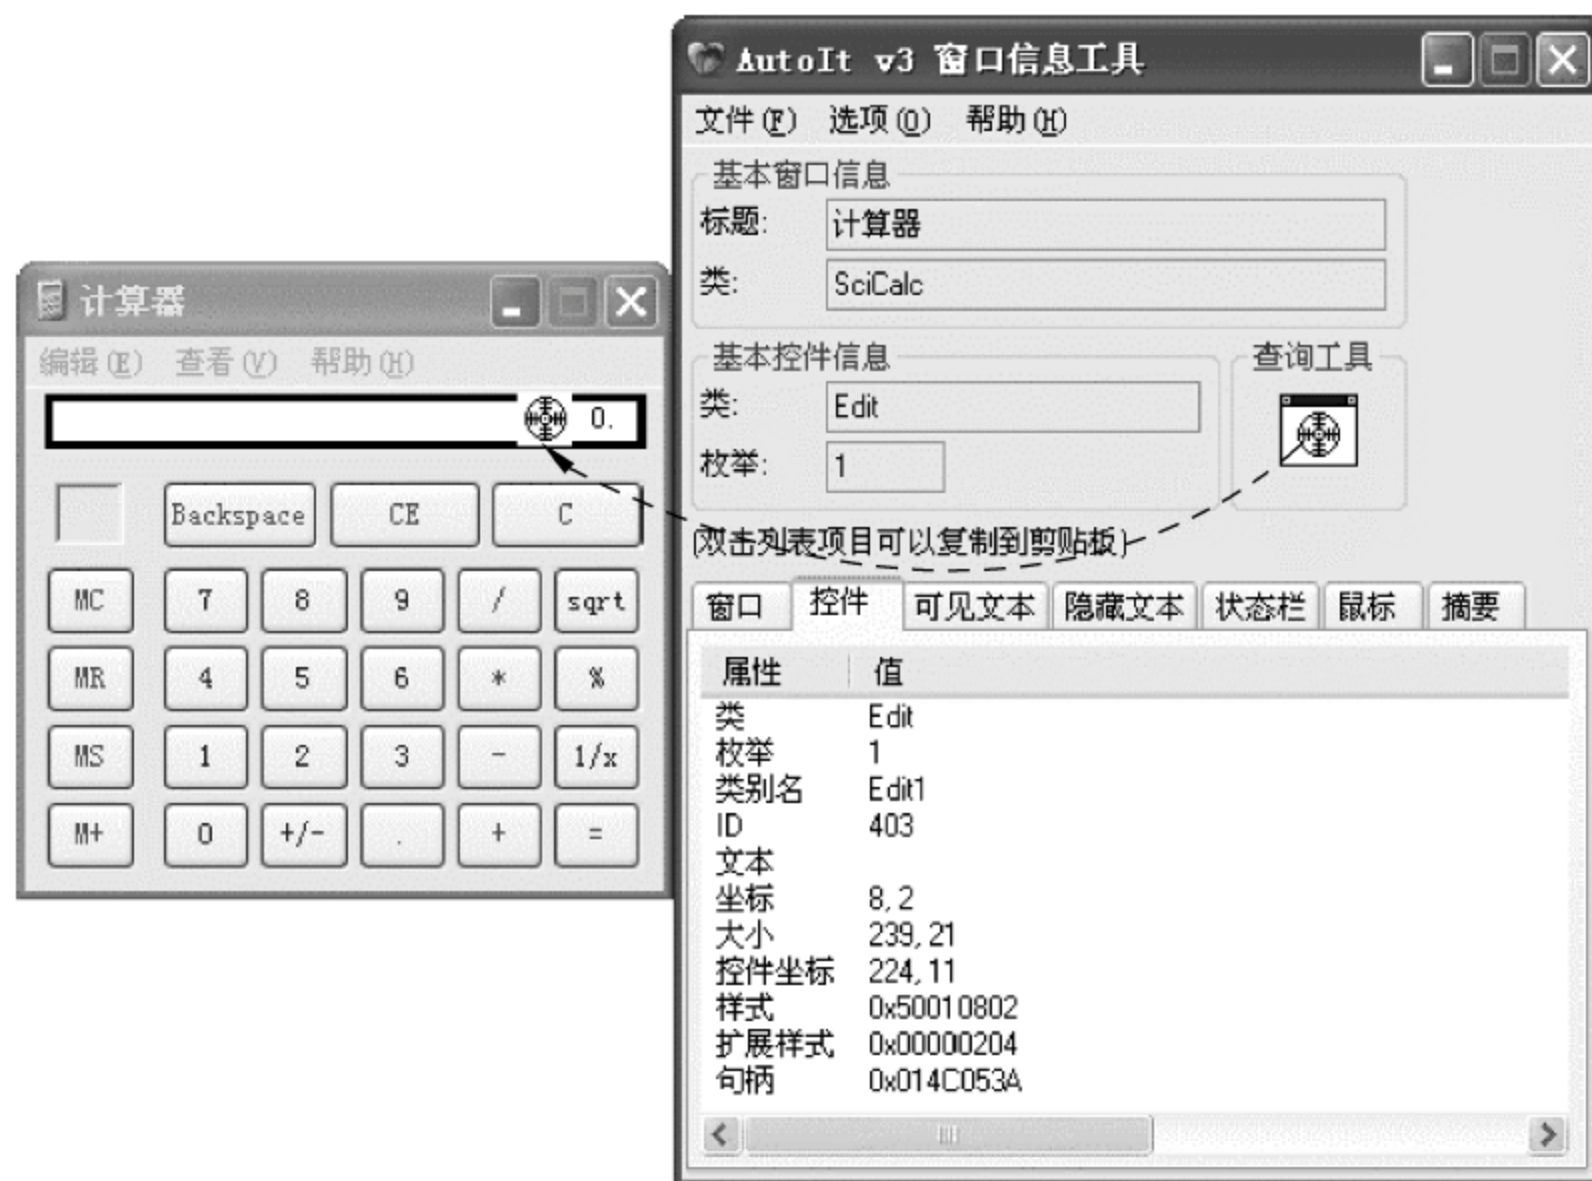 计算器
编辑(E) 查看(V) 帮助(H)
0.
Backspace CE C
MC 7 8 9 / sqrt
MR 4 5 6 * %
MS 1 2 3 - 1/x
M+ 0 +/- . + =
AutoIt v3 窗口信息工具
文件(F) 选项(O) 帮助(H)
基本窗口信息
标题: 计算器
类: SciCalc
基本控件信息
类: Edit
枚举: 1
查询工具
(双击列表项目可以复制到剪贴板)
窗口 控件 可见文本 隐藏文本 状态栏 鼠标 摘要
属性 值
类 Edit
枚举 1
类别名 Edit1
ID 403
文本
坐标 8, 2
大小 239, 21
控件坐标 224, 11
样式 0x50010802
扩展样式 0x00000204
句柄 0x014C053A